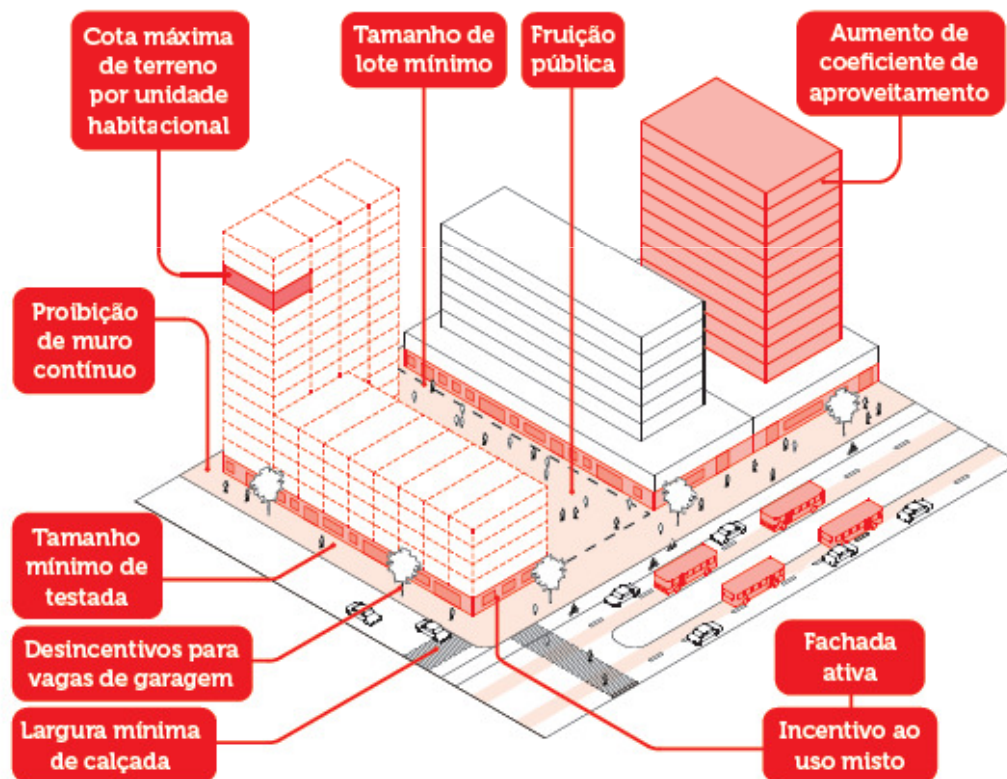 Cota máxima
de terreno
por unidade
habitacional
Tamanho de
lote mínimo
Fruição
pública
Aumento de
coeficiente de
aproveitamento
Proibição
de muro
contínuo
Tamanho
mínimo de
testada
Desincentivos para
vagas de garagem
Largura mínima
de calçada
Fachada
ativa
Incentivo ao
uso misto